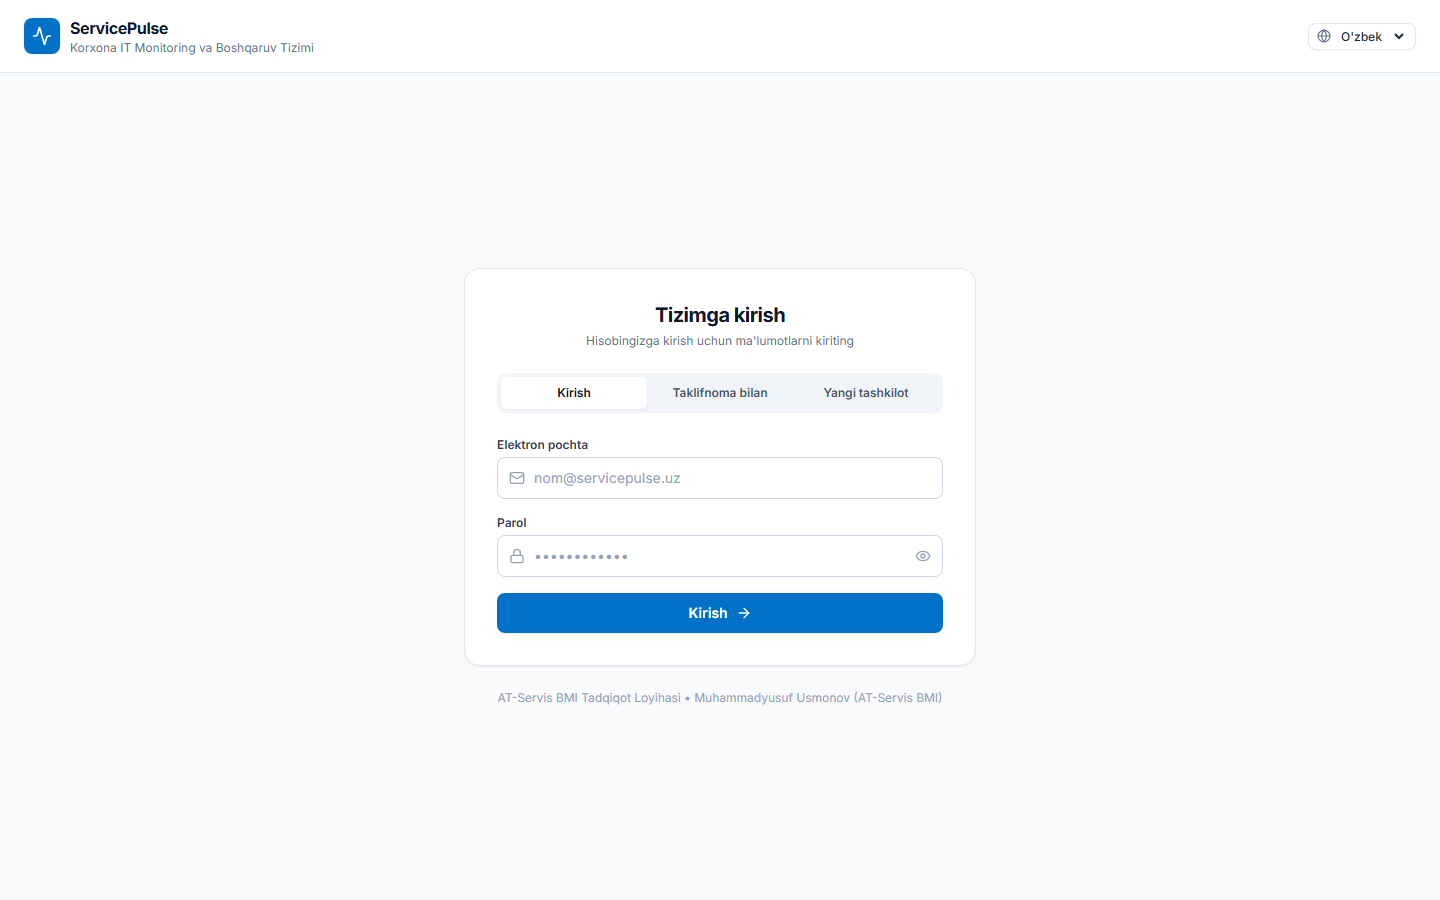 ServicePulse
Korxona IT Monitoring va Boshqaruv Tizimi
O'zbek
Tizimga kirish
Hisobingizga kirish uchun ma'lumotlarni kiriting
Kirish
Taklifnoma bilan
Yangi tashkilot
Elektron pochta
nom@servicepulse.uz
Parol
••••••••••••
Kirish →
AT-Servis BMI Tadqiqot Loyihasi • Muhammadyusuf Usmonov (AT-Servis BMI)